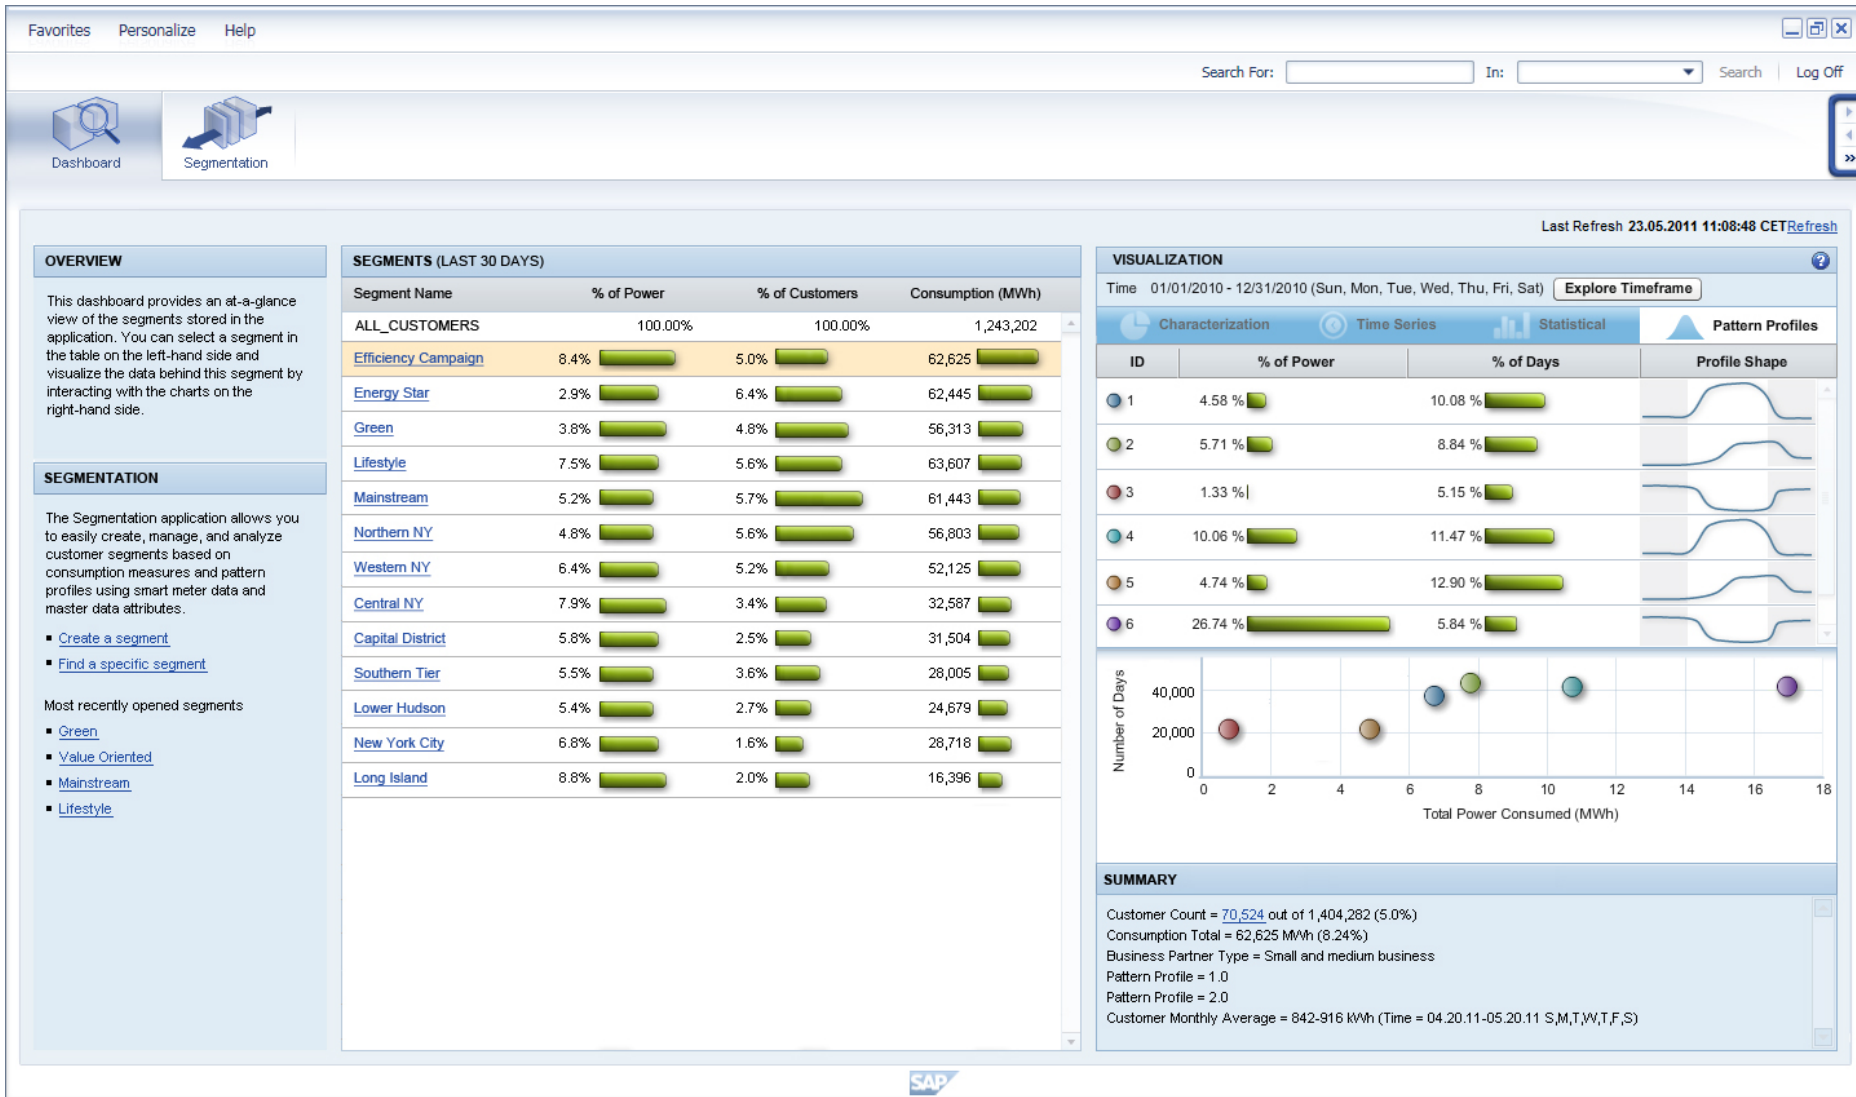 Favorites Personalize Help
Search For: In: Search Log Off
Dashboard
Segmentation
Last Refresh 23.05.2011 11:08:48 CETRefresh
OVERVIEW
This dashboard provides an at-a-glance
view of the segments stored in the
application. You can select a segment in
the table on the left-hand side and
visualize the data behind this segment by
interacting with the charts on the
right-hand side.
SEGMENTATION
The Segmentation application allows you
to easily create, manage, and analyze
customer segments based on
consumption measures and pattern
profiles using smart meter data and
master data attributes.
Create a segment
Find a specific segment
Most recently opened segments
Green
Value Oriented
Mainstream
Lifestyle
SEGMENTS (LAST 30 DAYS)
Segment Name % of Power % of Customers Consumption (MWh)
ALL_CUSTOMERS 100.00% 100.00% 1,243,202
Efficiency Campaign 8.4% 5.0% 62,625
Energy Star 2.9% 6.4% 62,445
Green 3.8% 4.8% 56,313
Lifestyle 7.5% 5.6% 63,607
Mainstream 5.2% 5.7% 61,443
Northern NY 4.8% 5.6% 56,803
Western NY 6.4% 5.2% 52,125
Central NY 7.9% 3.4% 32,587
Capital District 5.8% 2.5% 31,504
Southern Tier 5.5% 3.6% 28,005
Lower Hudson 5.4% 2.7% 24,679
New York City 6.8% 1.6% 28,718
Long Island 8.8% 2.0% 16,396
VISUALIZATION
?
Time 01/01/2010 - 12/31/2010 (Sun, Mon, Tue, Wed, Thu, Fri, Sat) Explore Timeframe
Characterization Time Series Statistical Pattern Profiles
ID % of Power % of Days Profile Shape
1 4.58 % 10.08 %
2 5.71 % 8.84 %
3 1.33 % 5.15 %
4 10.06 % 11.47 %
5 4.74 % 12.90 %
6 26.74 % 5.84 %
Number of Days
40,000
20,000
0
0 2 4 6 8 10 12 14 16 18
Total Power Consumed (MWh)
SUMMARY
Customer Count = 70,524 out of 1,404,282 (5.0%)
Consumption Total = 62,625 MWh (8.24%)
Business Partner Type = Small and medium business
Pattern Profile = 1.0
Pattern Profile = 2.0
Customer Monthly Average = 842-916 kWh (Time = 04.20.11-05.20.11 S,M,T,W,T,F,S)
SAP